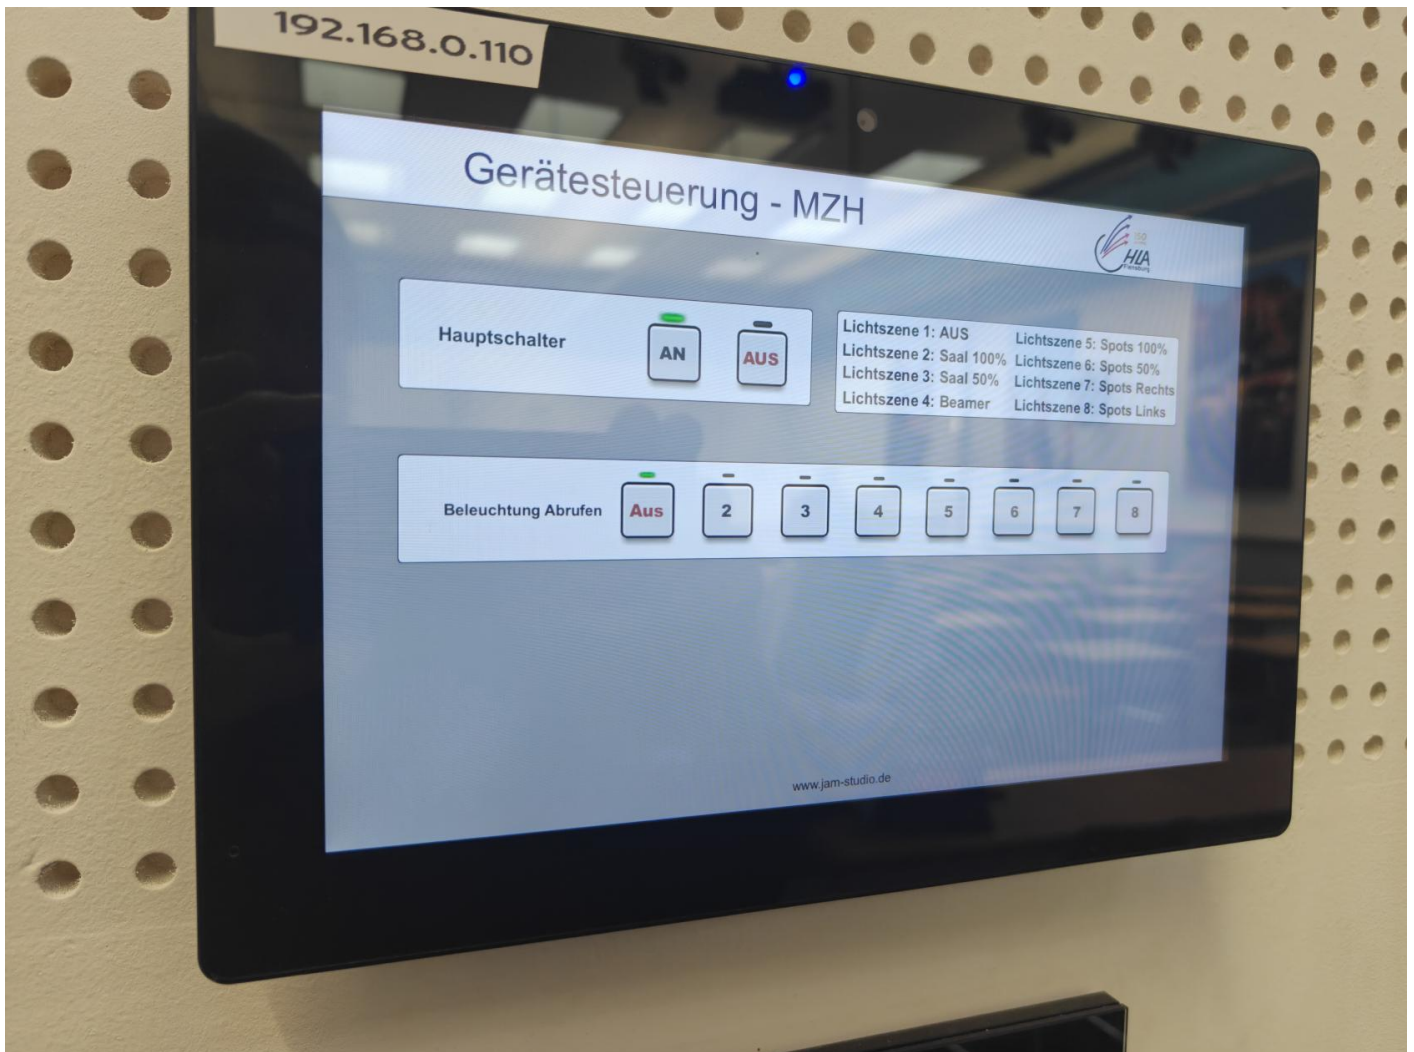 192.168.0.110
Gerätesteuerung - MZH
150
HLA
Flensburg
Hauptschalter
AN
AUS
Lichtszene 1: AUS
Lichtszene 2: Saal 100%
Lichtszene 3: Saal 50%
Lichtszene 4: Beamer
Lichtszene 5: Spots 100%
Lichtszene 6: Spots 50%
Lichtszene 7: Spots Rechts
Lichtszene 8: Spots Links
Beleuchtung Abrufen
Aus
2
3
4
5
6
7
8
www.jam-studio.de